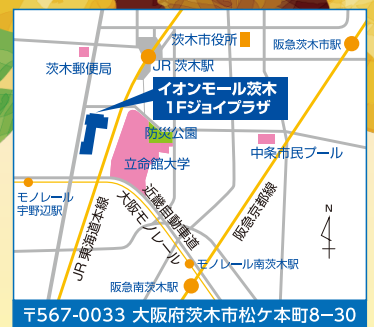 茨木市役所
阪急茨木市駅
茨木郵便局
JR 茨木駅
イオンモール茨木
1Fジョイプラザ
防災公園
中条市民プール
立命館大学
モノレール
宇野辺駅
近畿自動車道
大阪モノレール
JR 東海道本線
阪急京都線
N
モノレール南茨木駅
阪急南茨木駅
〒567-0033 大阪府茨木市松ケ本町8−30